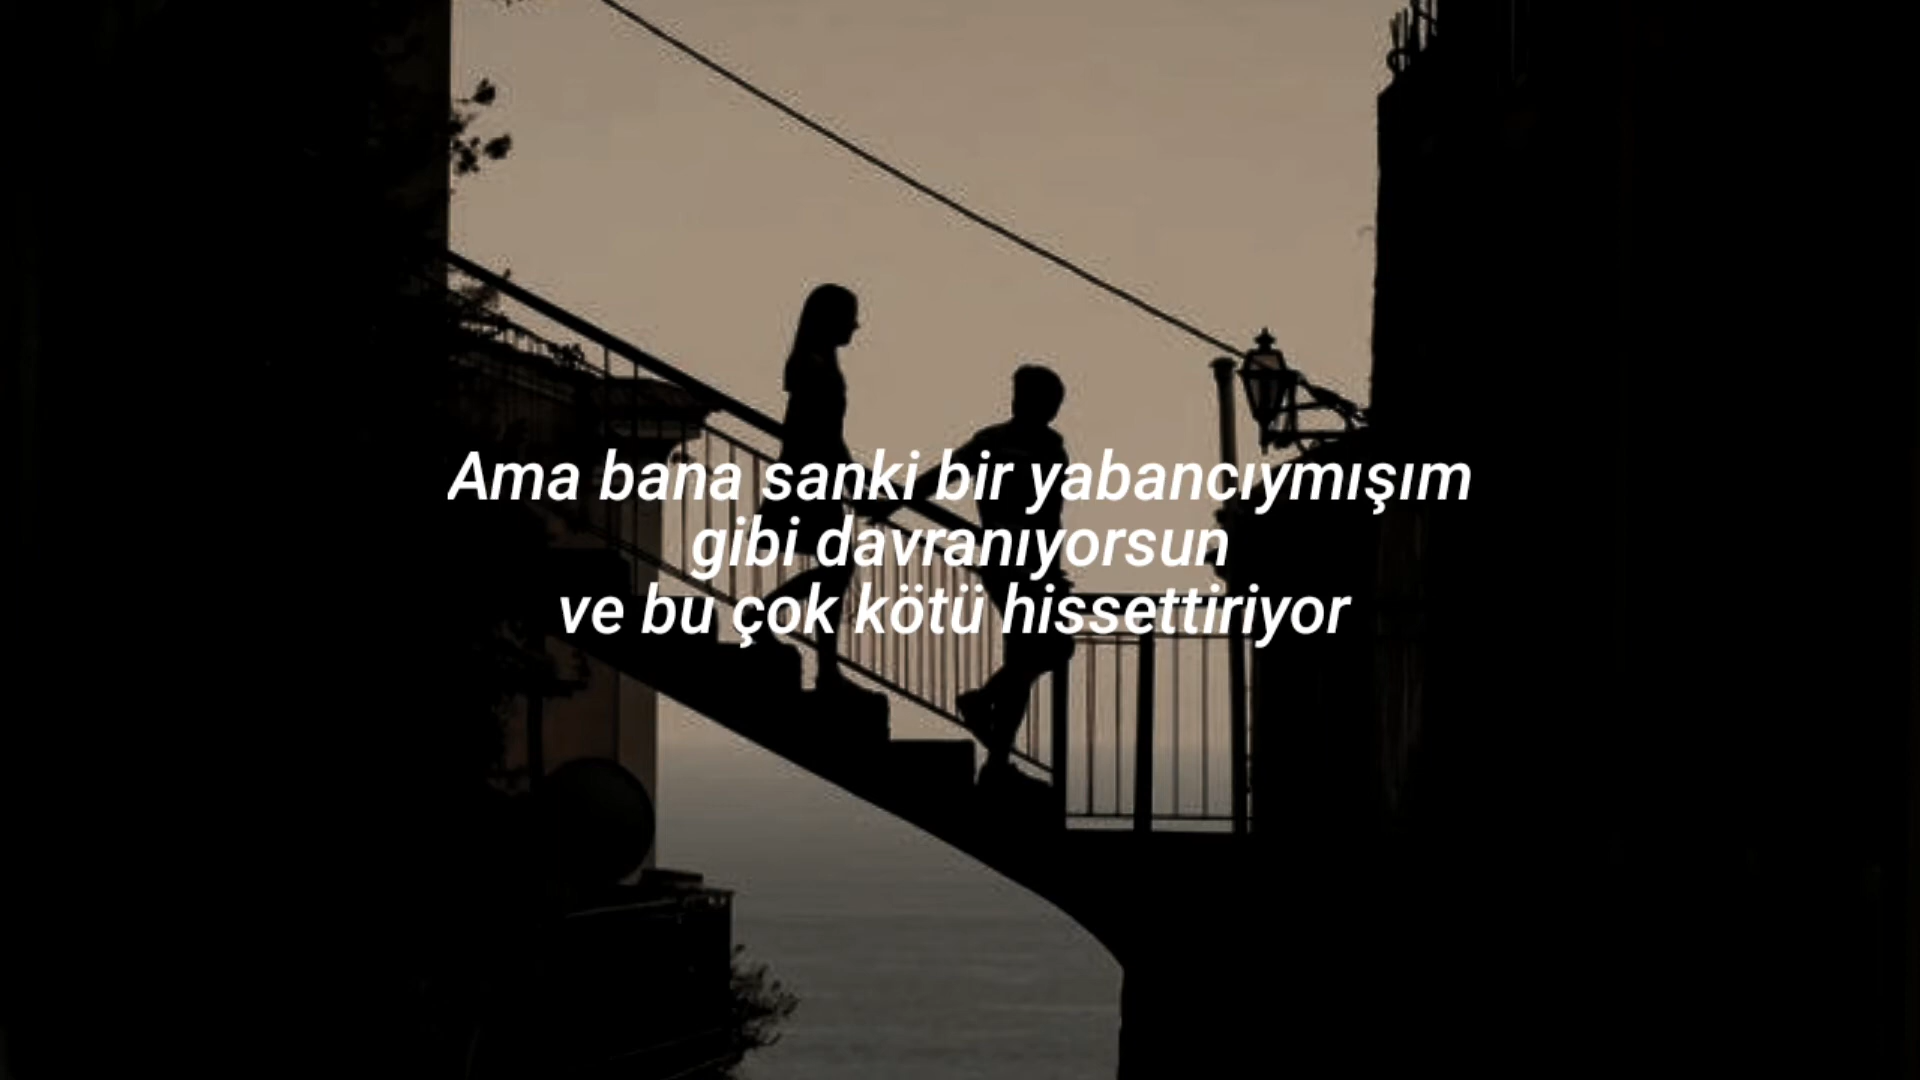 Ama bana sanki bir yabancıymışım
gibi davranıyorsun
ve bu çok kötü hissettiriyor